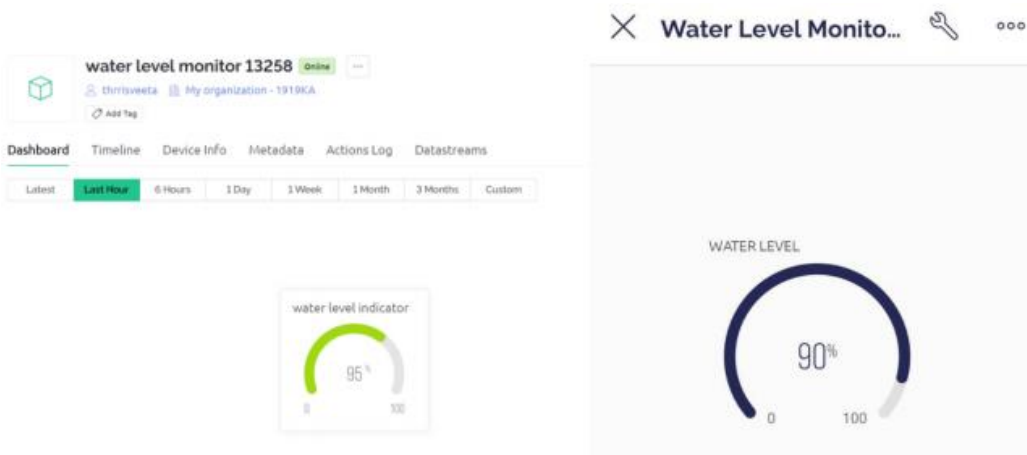 water level monitor 13258 Online ...
thrrisveeta My organization - 1919KA
Add Tag
Dashboard Timeline Device Info Metadata Actions Log Datastreams
Latest Last Hour 6 Hours 1 Day 1 Week 1 Month 3 Months Custom
water level indicator
95 %
0 100
Water Level Monito...
WATER LEVEL
90%
0 100